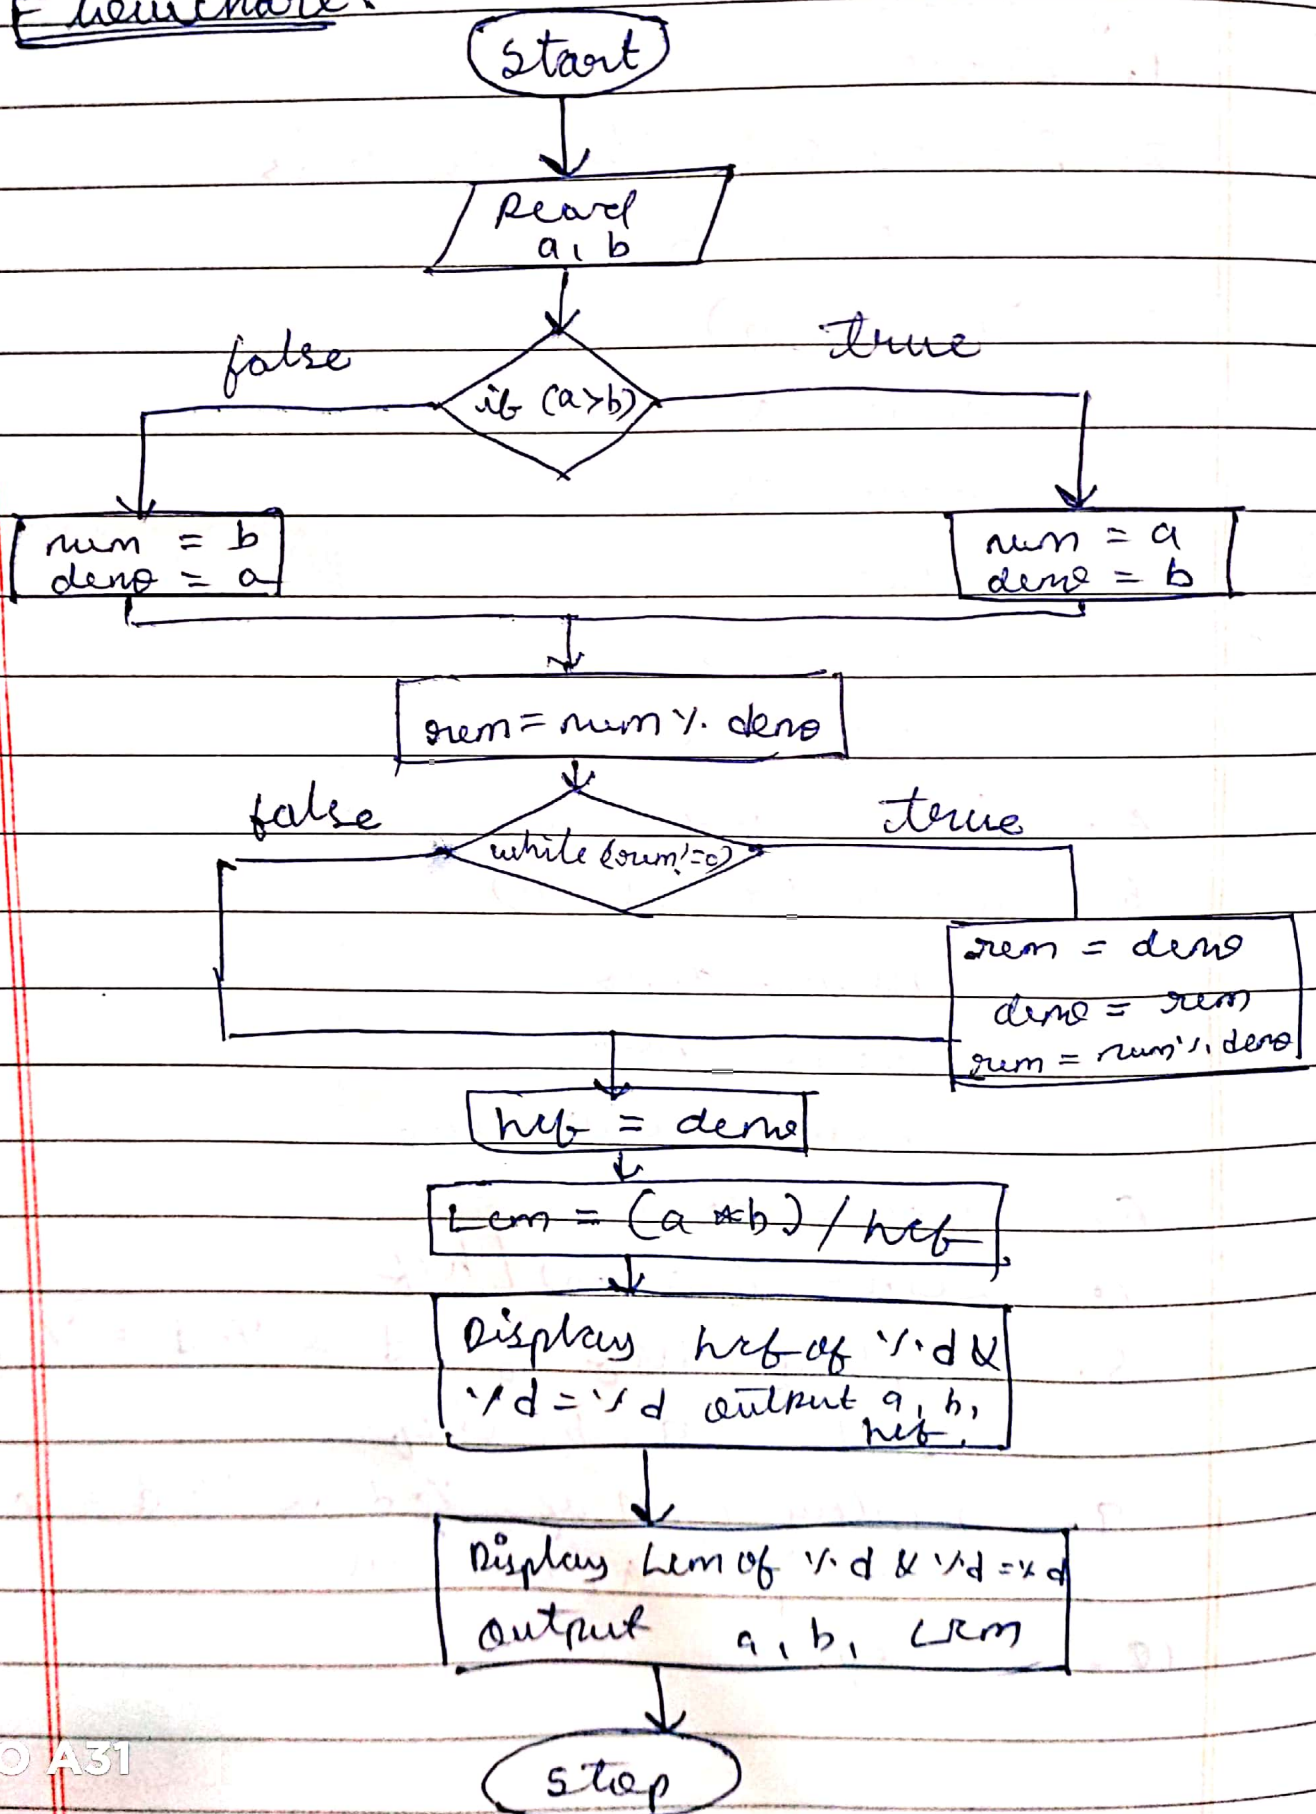 Flowchart.
Start
Read
a, b
false
true
if (a>b)
num = b
deno = a
num = a
deno = b
rem = num % deno
false
true
while (rem!=0)
rem = deno
deno = rem
rem = num % deno
hcf = deno
Lcm = (a *b) / hcf
Display hcf of %d &
%d = %d output a, b,
hcf,
Display Lcm of %d & %d = %d
output a, b, Lcm
Stop
A31